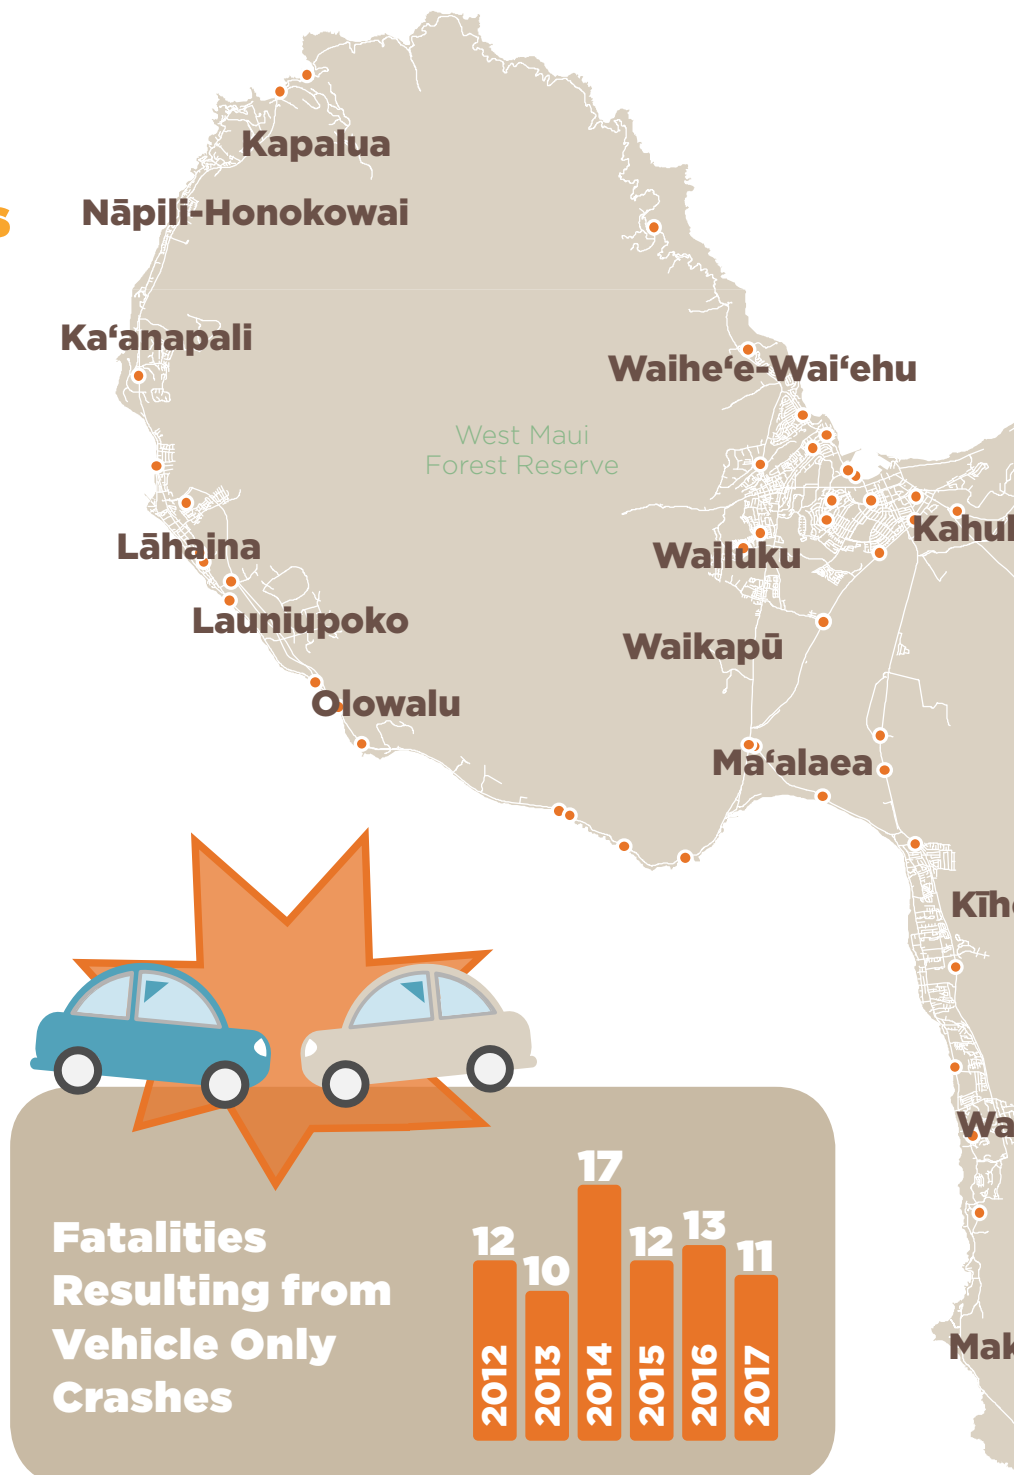 Kapalua
Nāpili-Honokowai
Ka‘anapali
Waihe‘e-Wai‘ehu
West Maui
Forest Reserve
Lāhaina
Wailuku
Launiupoko
Waikapū
Olowalu
Ma‘alaea
Fatalities
Resulting from
Vehicle Only
Crashes
12
10
17
12
13
11
2012
2013
2014
2015
2016
2017